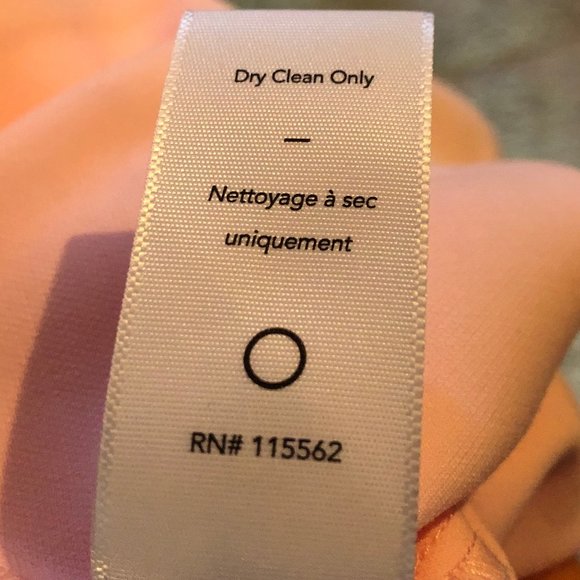 Dry Clean Only
—
Nettoyage à sec
uniquement
RN# 115562